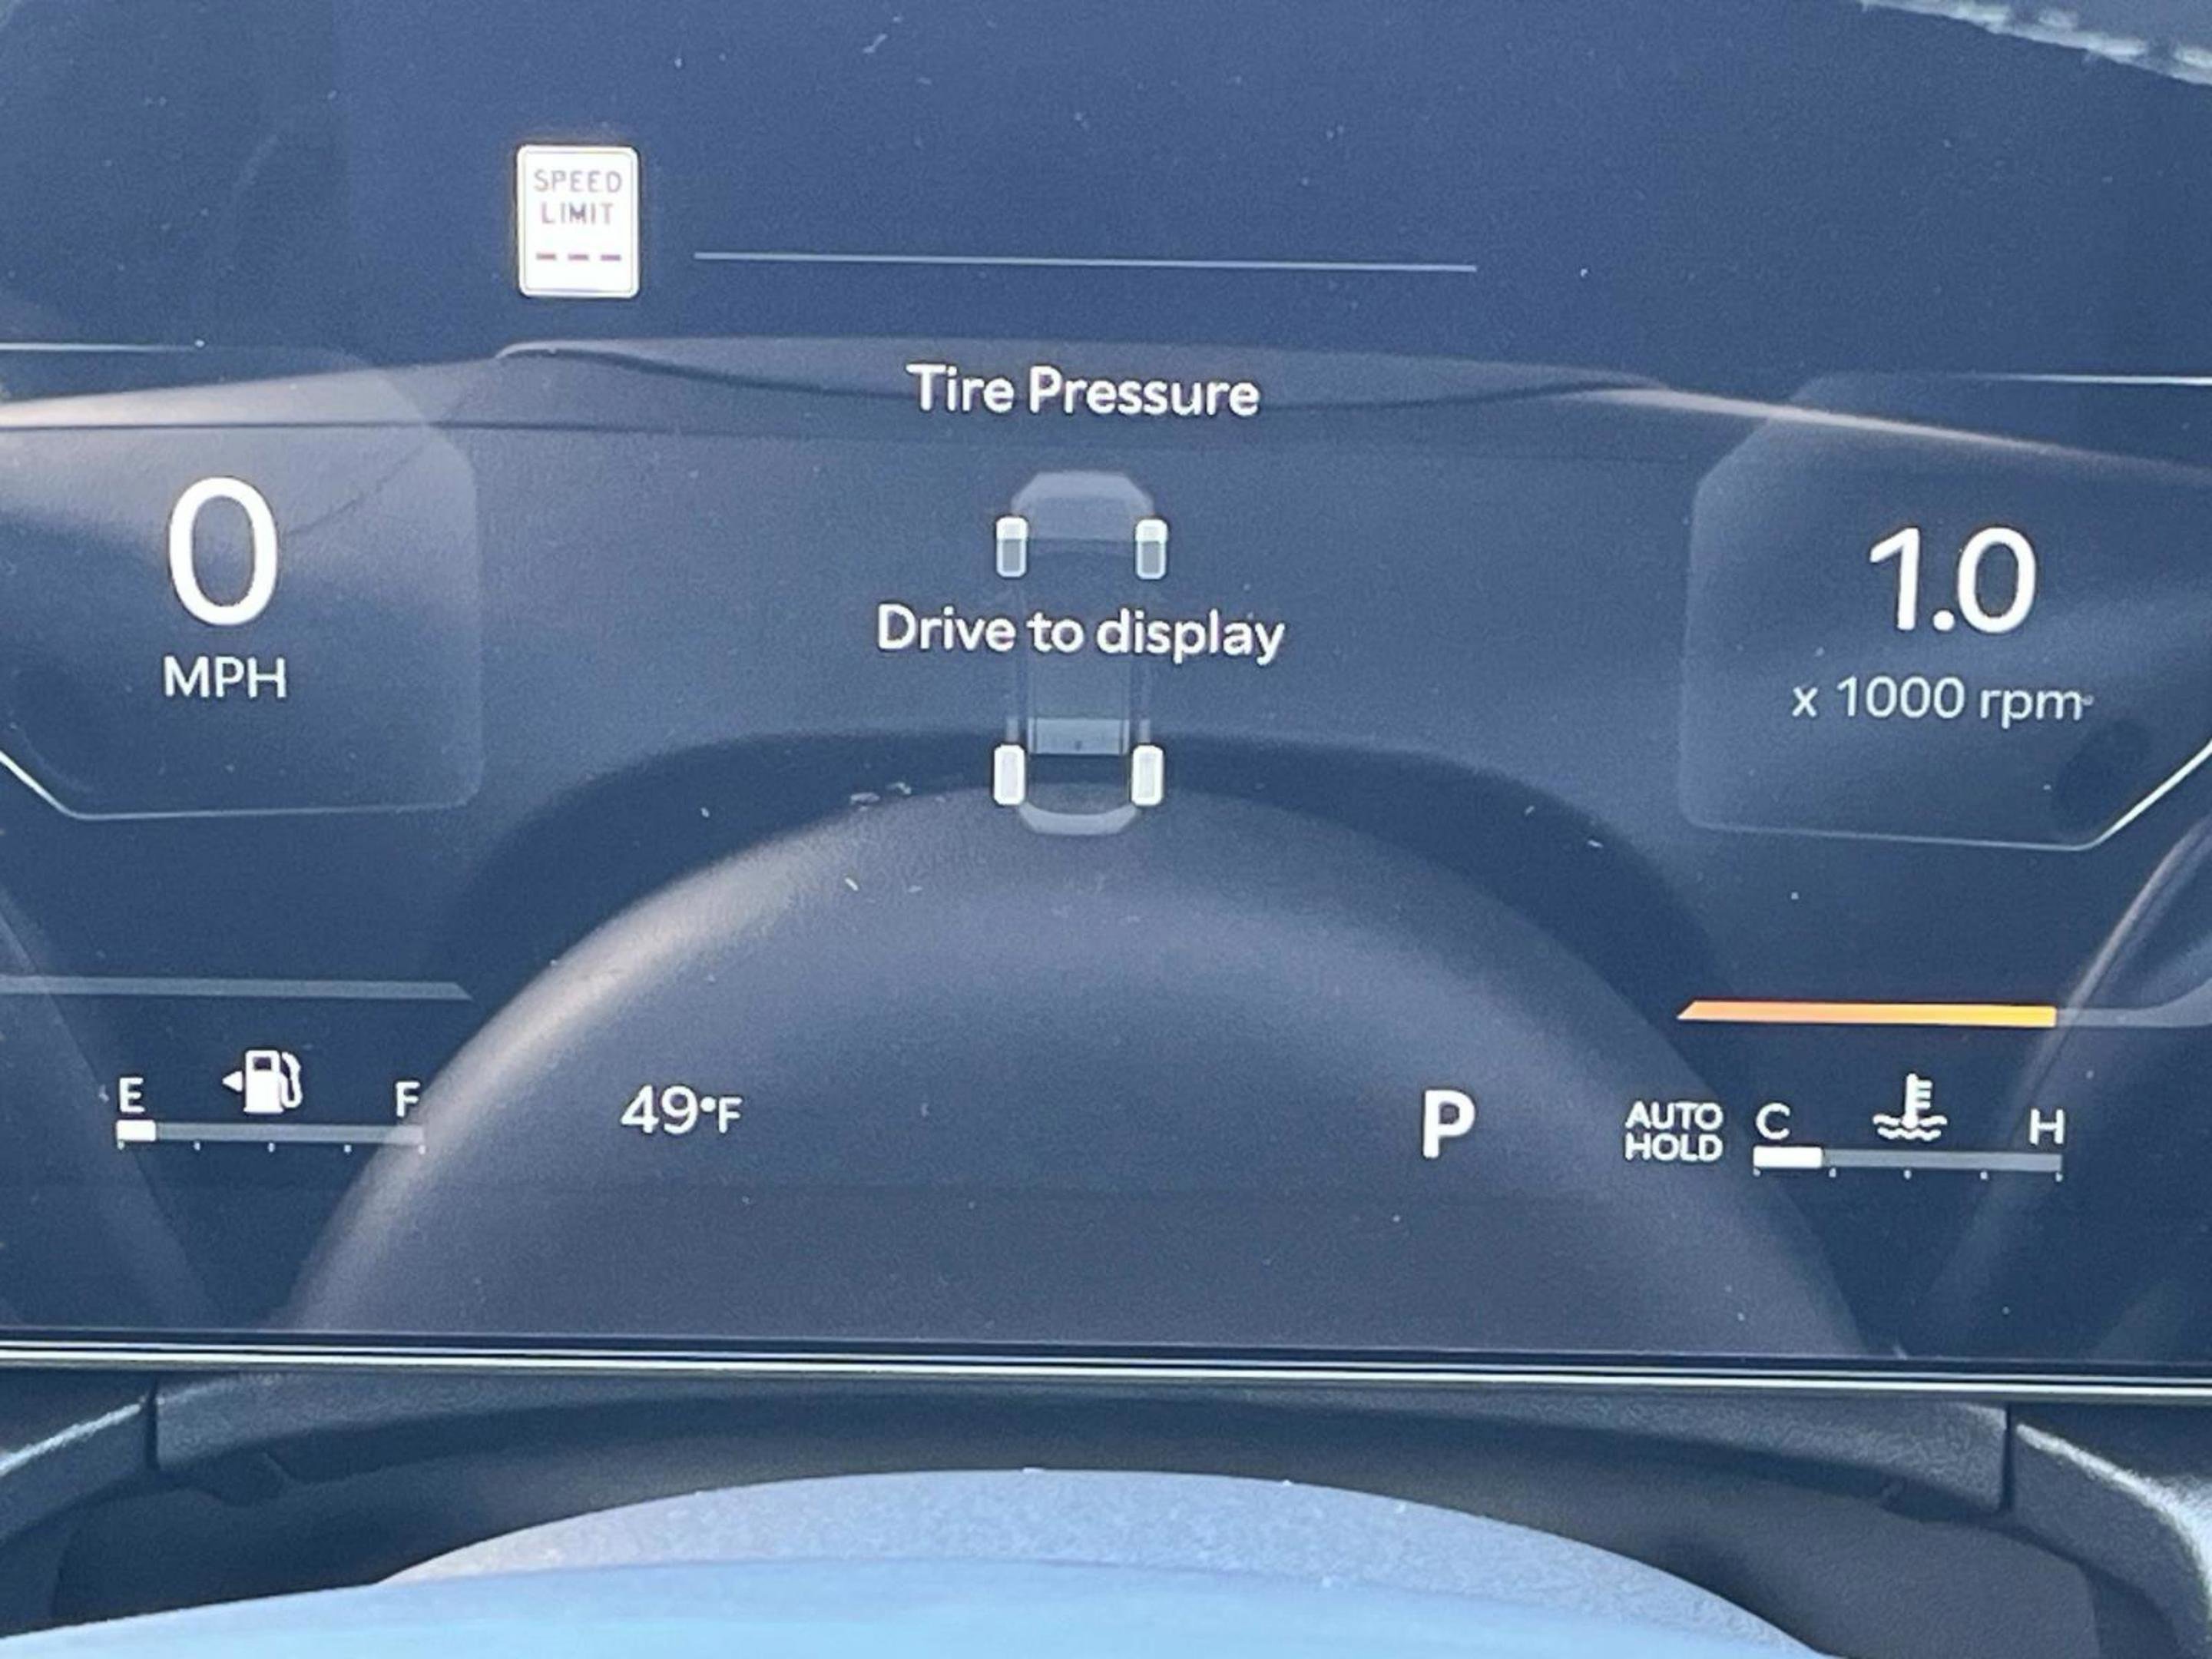 SPEED
LIMIT
---
Tire Pressure
0
MPH
Drive to display
1.0
x 1000 rpm
E
F
49°F
P
AUTO
HOLD
C
H